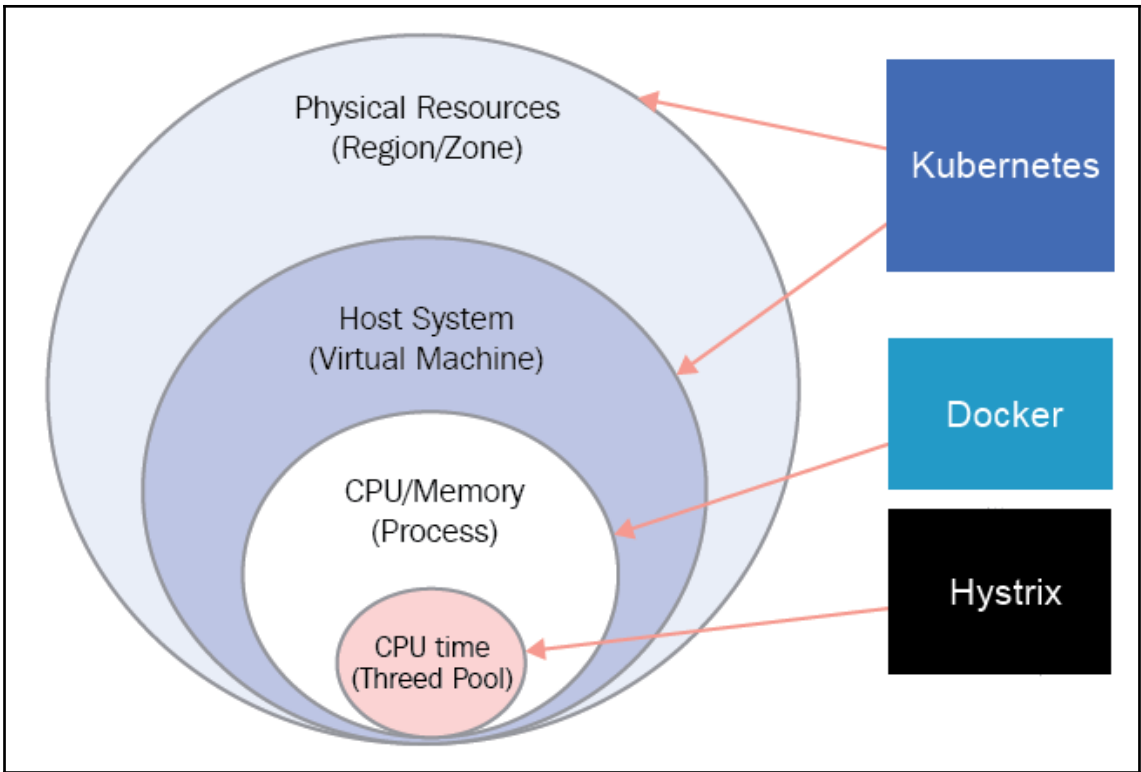 Physical Resources
(Region/Zone)
Kubernetes
Host System
(Virtual Machine)
Docker
CPU/Memory
(Process)
Hystrix
CPU time
(Threed Pool)